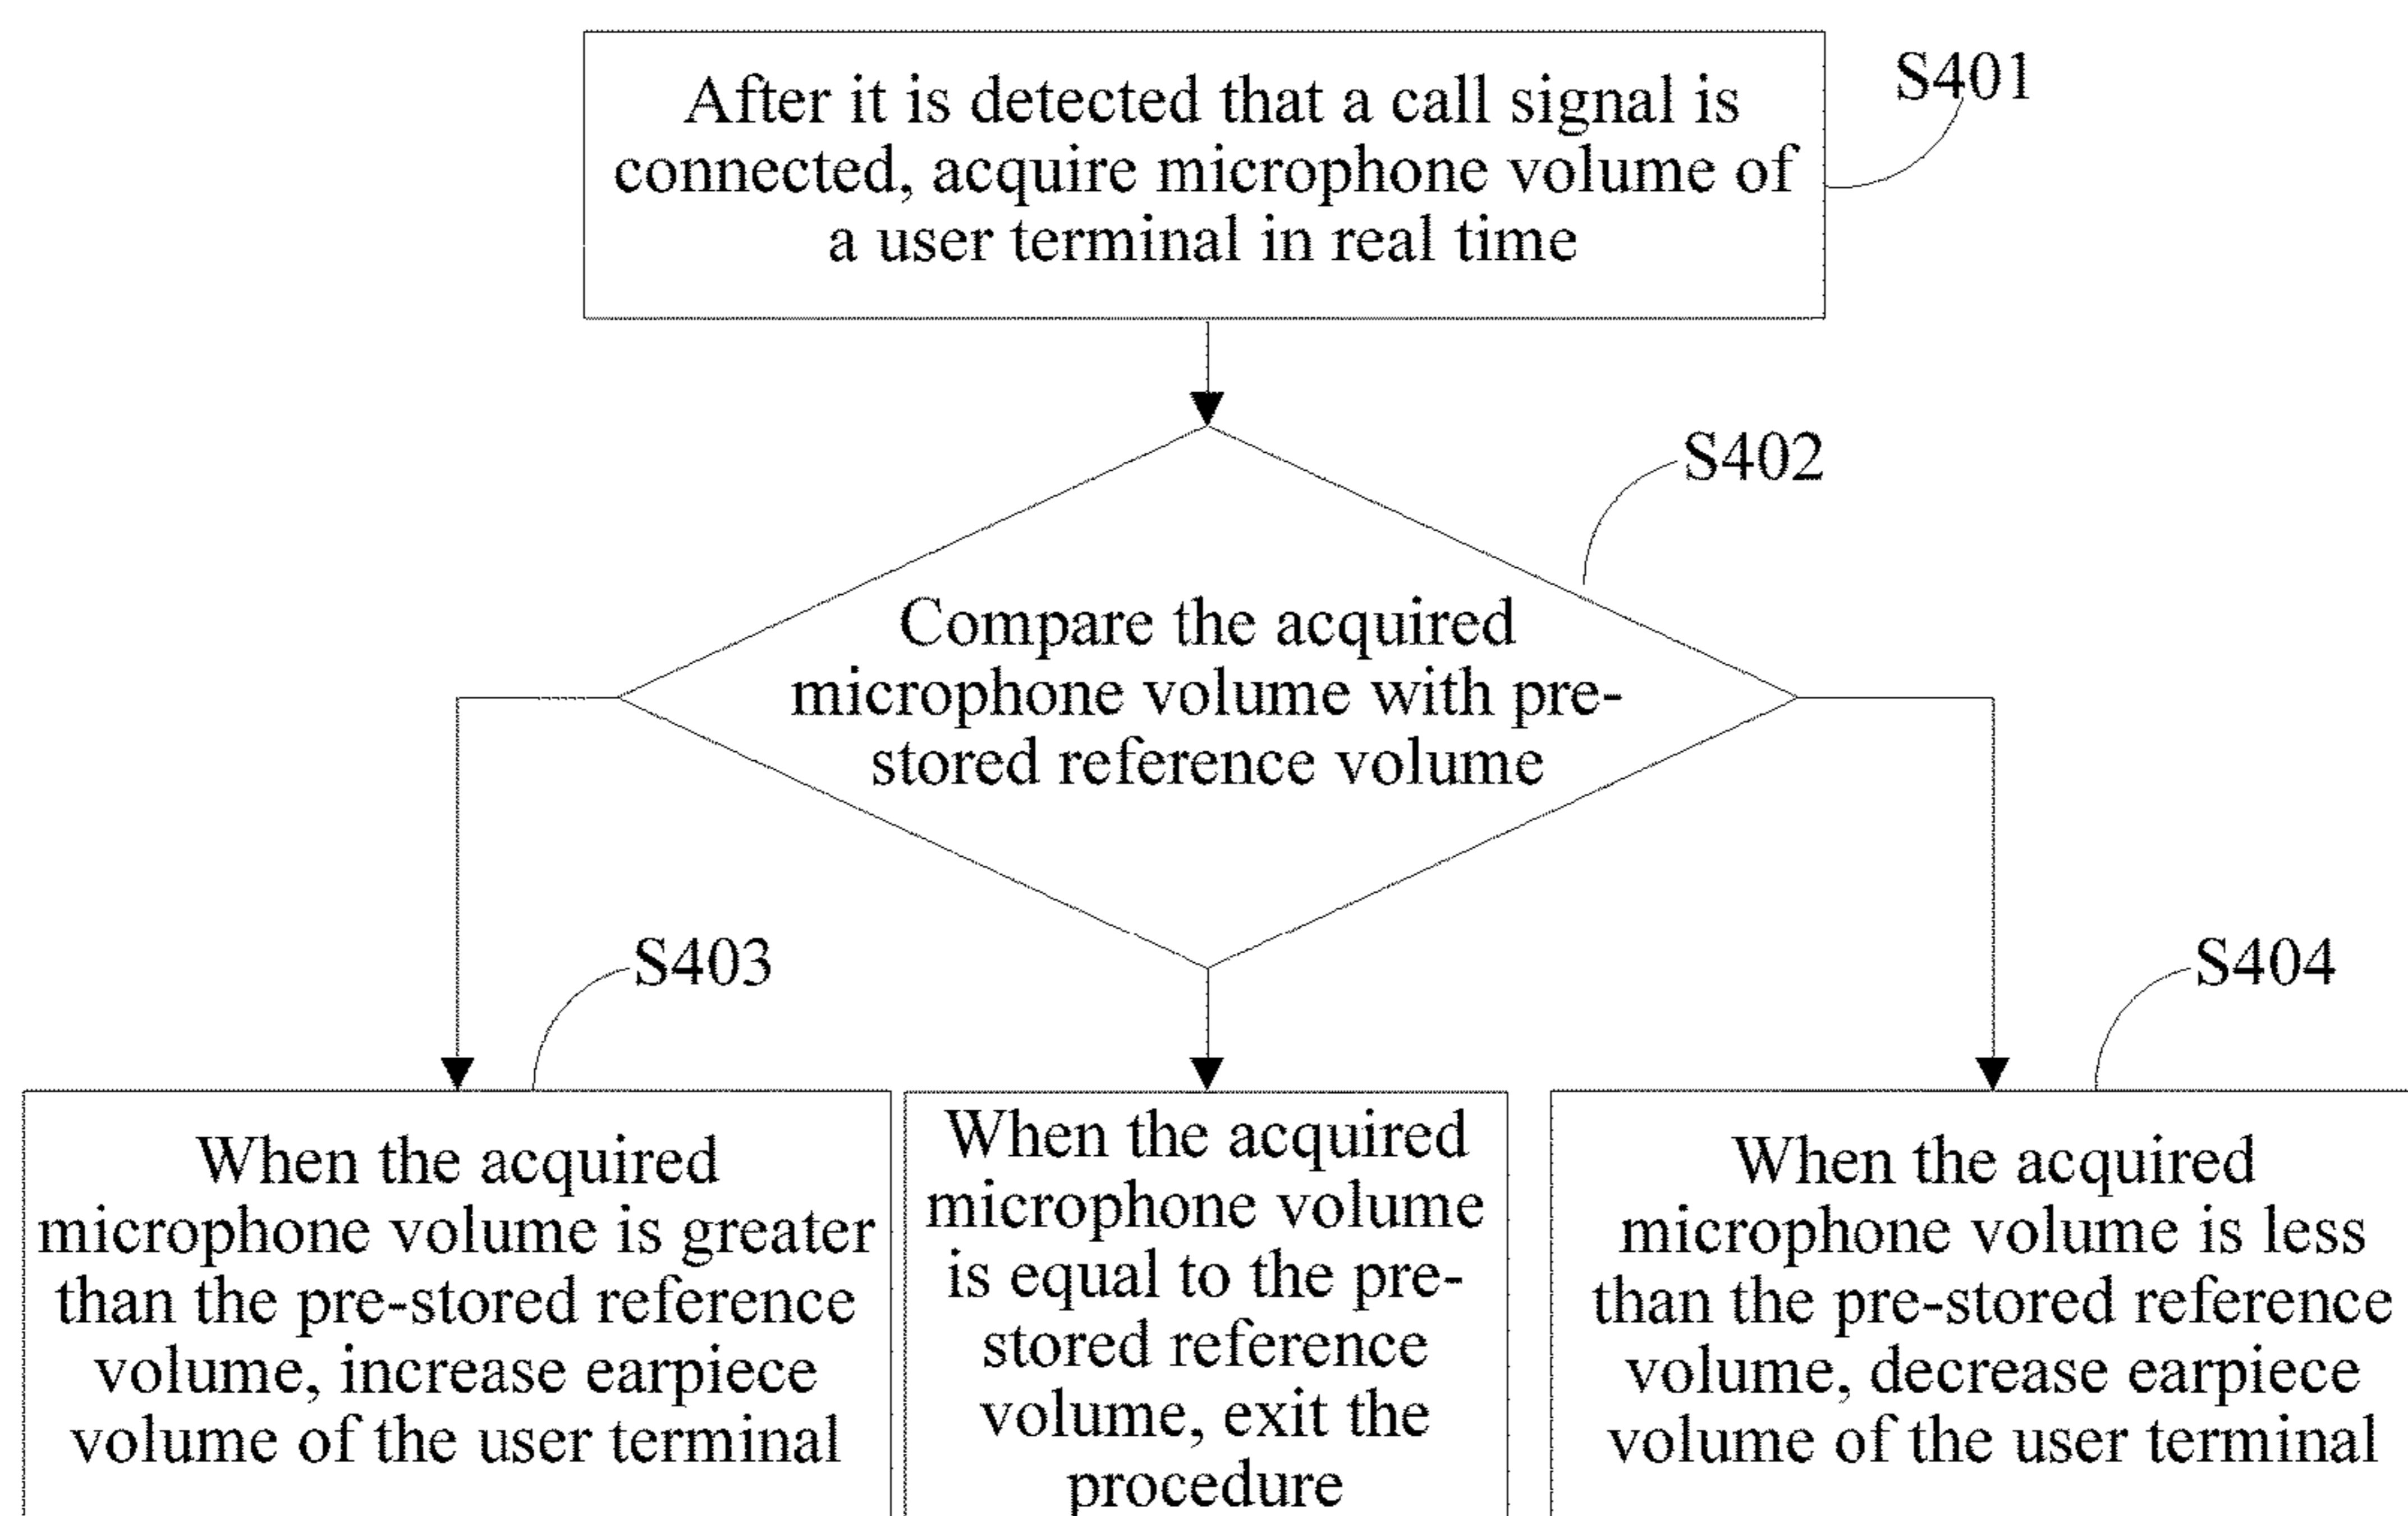 After it is detected that a call signal is
connected, acquire microphone volume of
a user terminal in real time
S401
S402
Compare the acquired
microphone volume with pre-
stored reference volume
S403
When the acquired
microphone volume is greater
than the pre-stored reference
volume, increase earpiece
volume of the user terminal
When the acquired
microphone volume
is equal to the pre-
stored reference
volume, exit the
procedure
S404
When the acquired
microphone volume is less
than the pre-stored reference
volume, decrease earpiece
volume of the user terminal